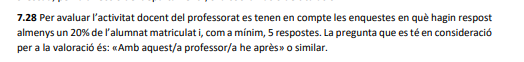 7.28 Per avaluar l'activitat docent del professorat es tenen en compte les enquestes en què hagin respost
almenys un 20% de l'alumnat matriculat i, com a mínim, 5 respostes. La pregunta que es té en consideració
per a la valoració és: «Amb aquest/a professor/a he après» o similar.